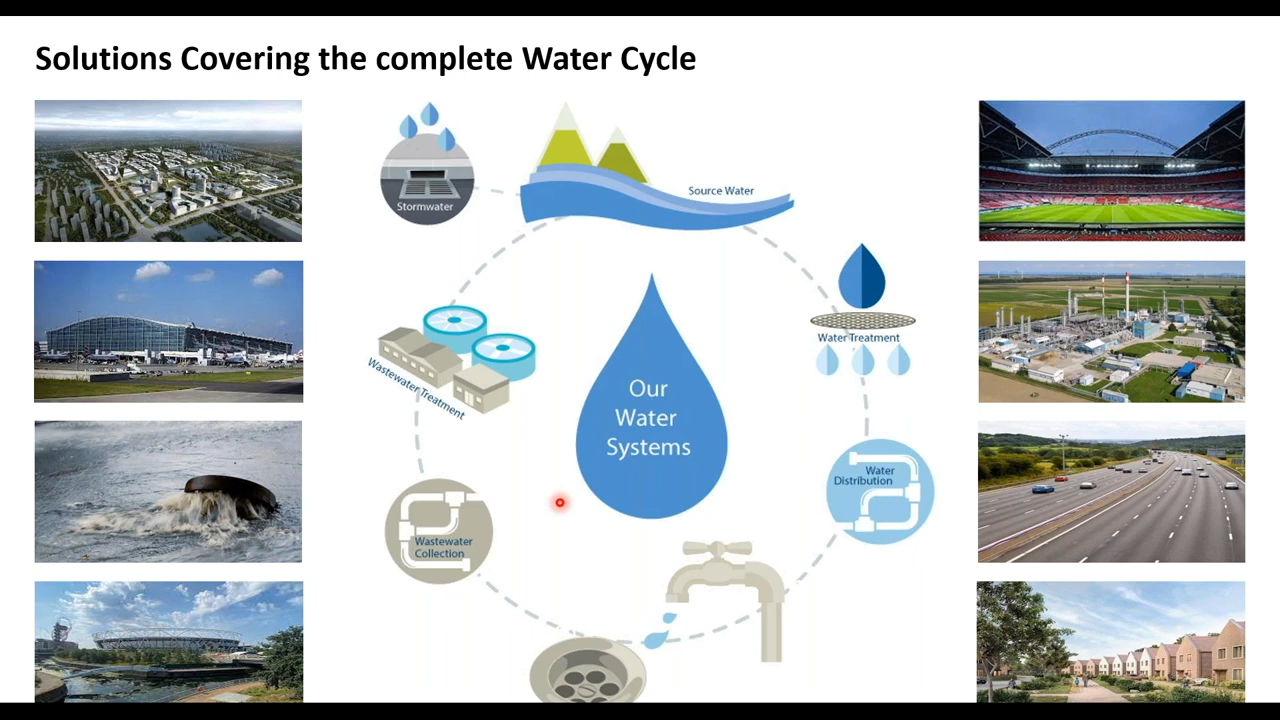 Solutions Covering the complete Water Cycle
Stormwater
Source Water
Water Treatment
Wastewater Treatment
Our
Water
Systems
Water
Distribution
Wastewater
Collection